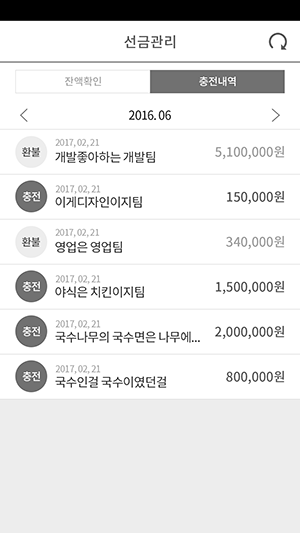 선금관리
잔액확인 충전내역
2016. 06
2017, 02, 21
환불 개발좋아하는 개발팀 5,100,000원
2017, 02, 21
충전 이게디자인이지팀 150,000원
2017, 02, 21
환불 영업은 영업팀 340,000원
2017, 02, 21
충전 야식은 치킨이지팀 1,500,000원
2017, 02, 21
충전 국수나무의 국수면은 나무에... 2,000,000원
2017, 02, 21
충전 국수인걸 국수이였던걸 800,000원